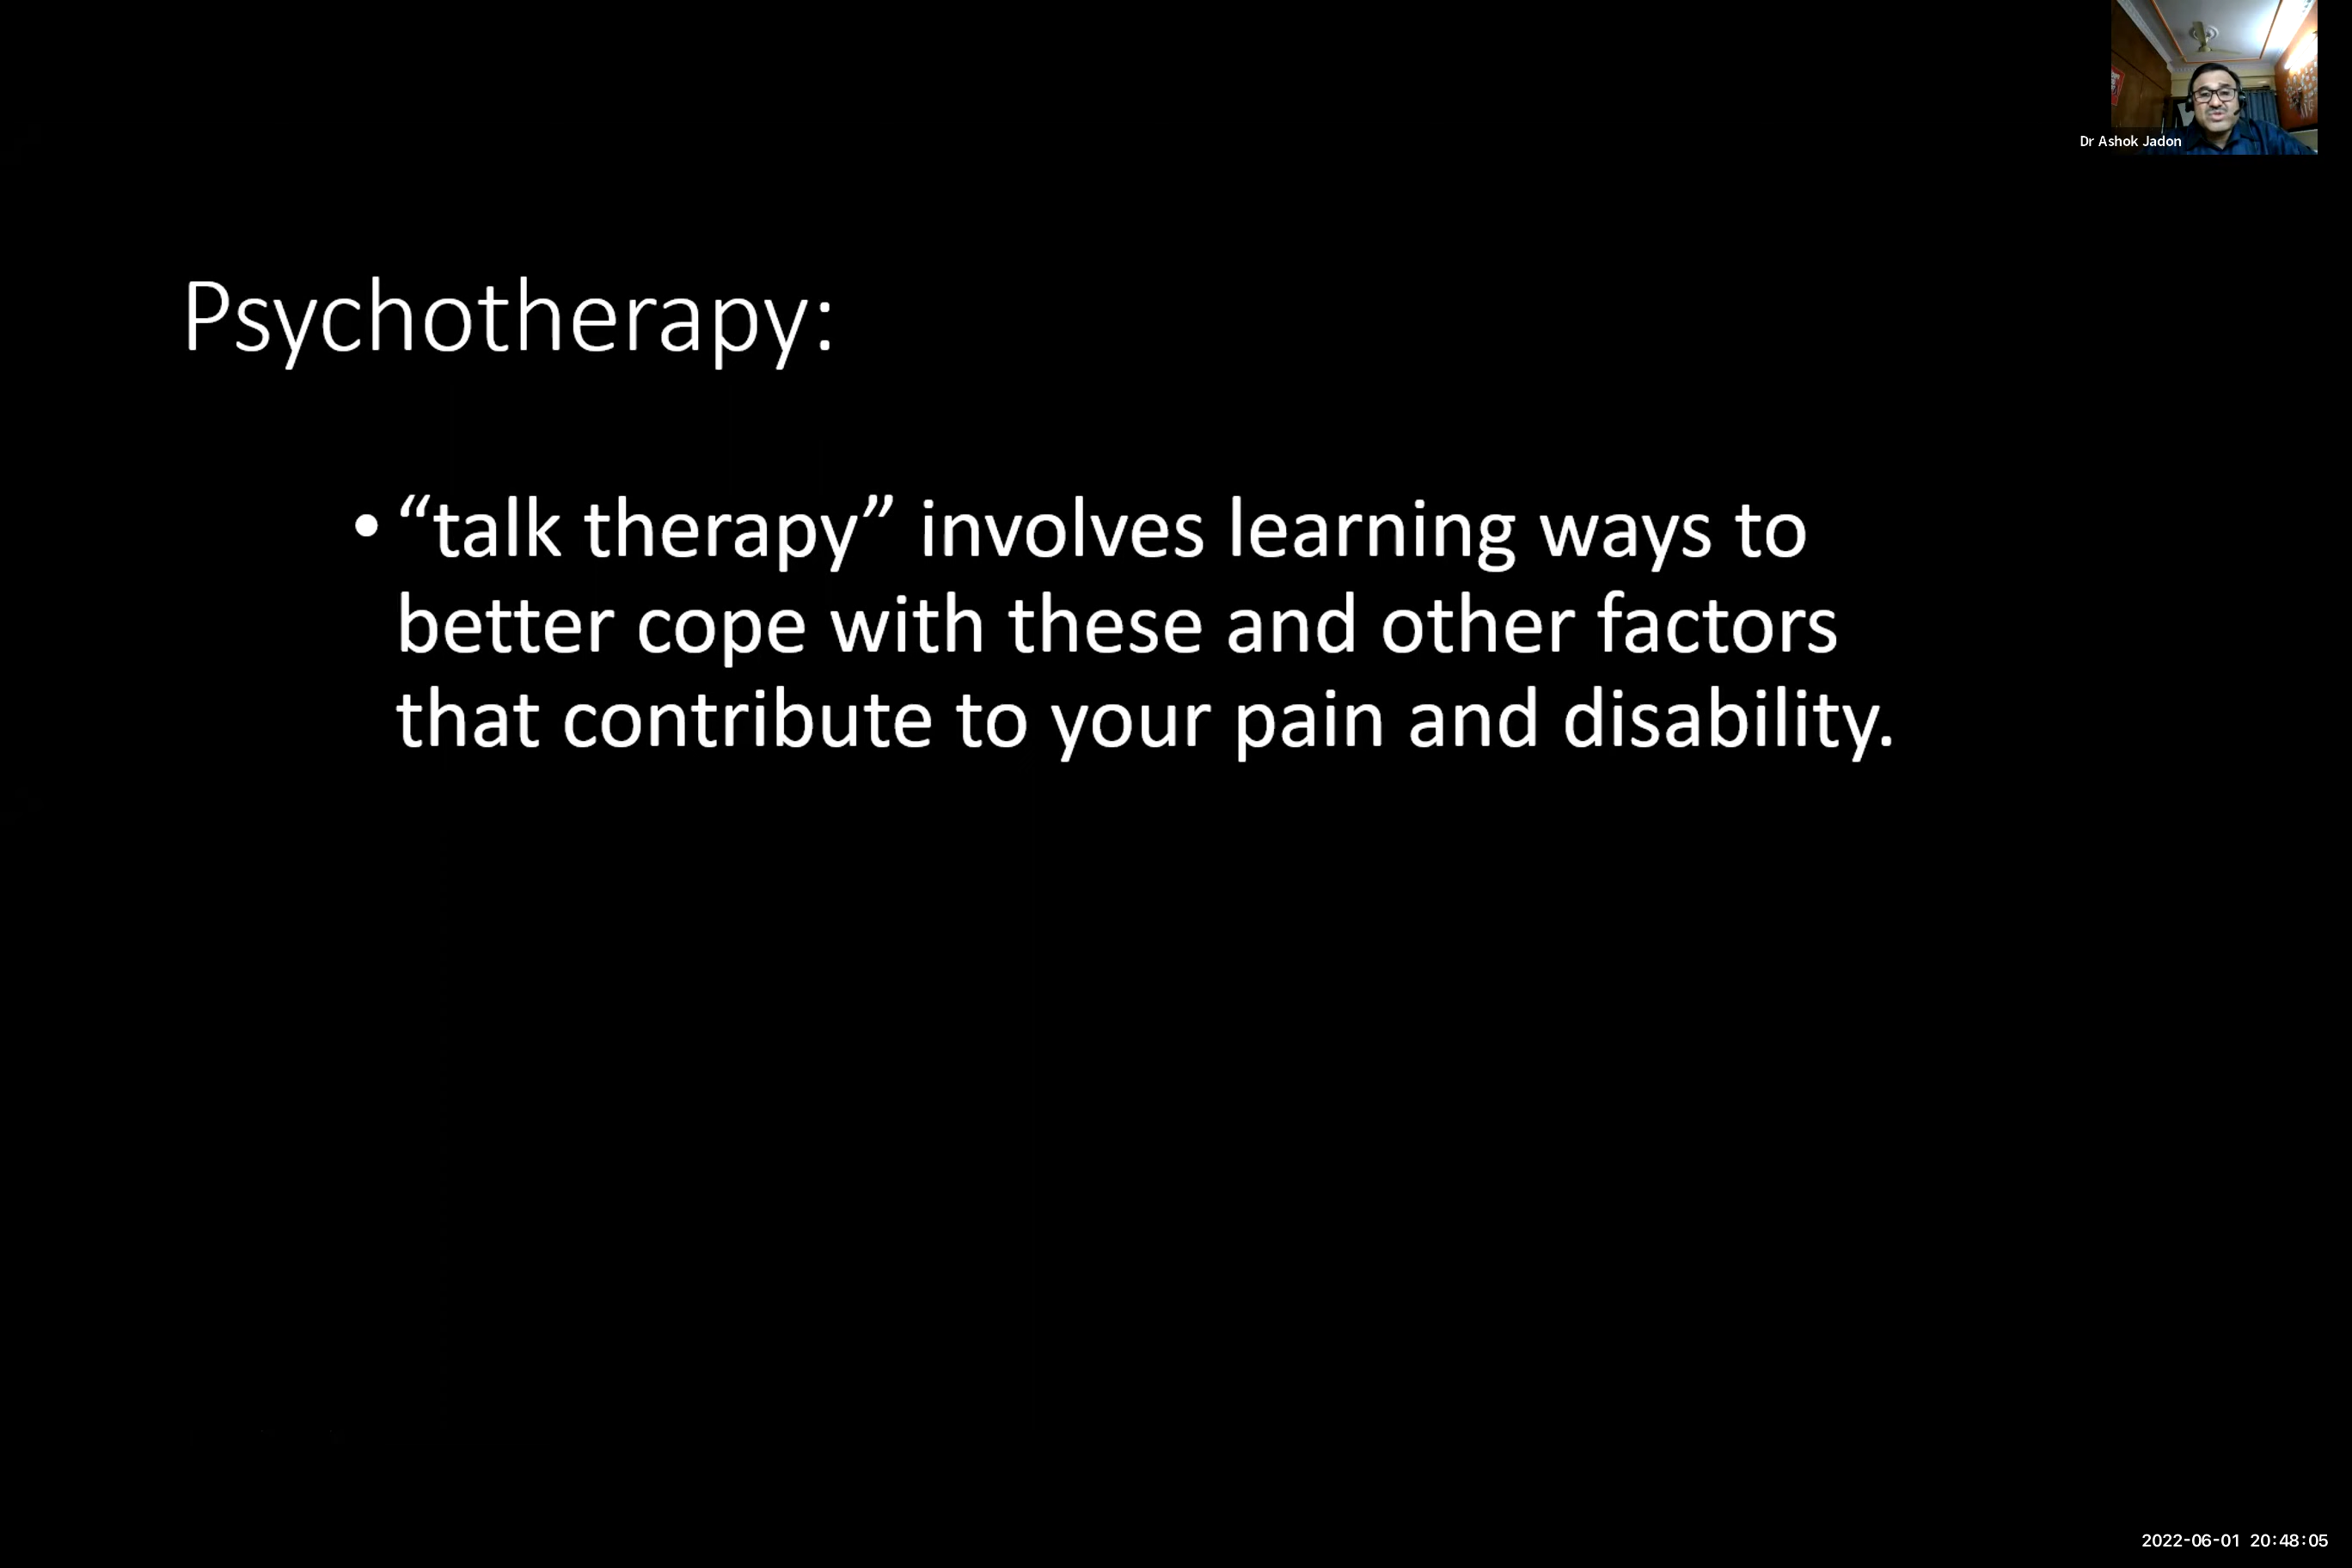 Dr Ashok Jadon
Psychotherapy:
• “talk therapy” involves learning ways to
better cope with these and other factors
that contribute to your pain and disability.
2022-06-01 20:48:05